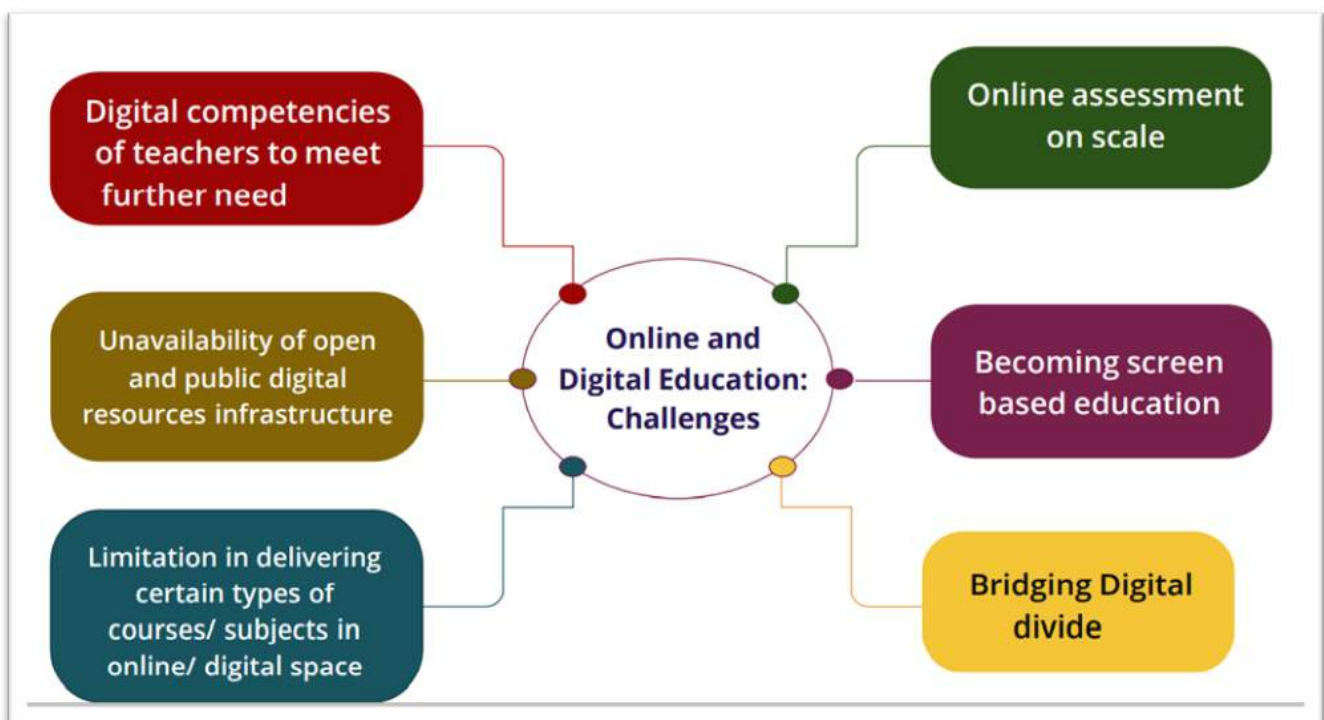 Digital competencies
of teachers to meet
further need
Unavailability of open
and public digital
resources infrastructure
Limitation in delivering
certain types of
courses/ subjects in
online/ digital space
Online and
Digital Education:
Challenges
Online assessment
on scale
Becoming screen
based education
Bridging Digital
divide